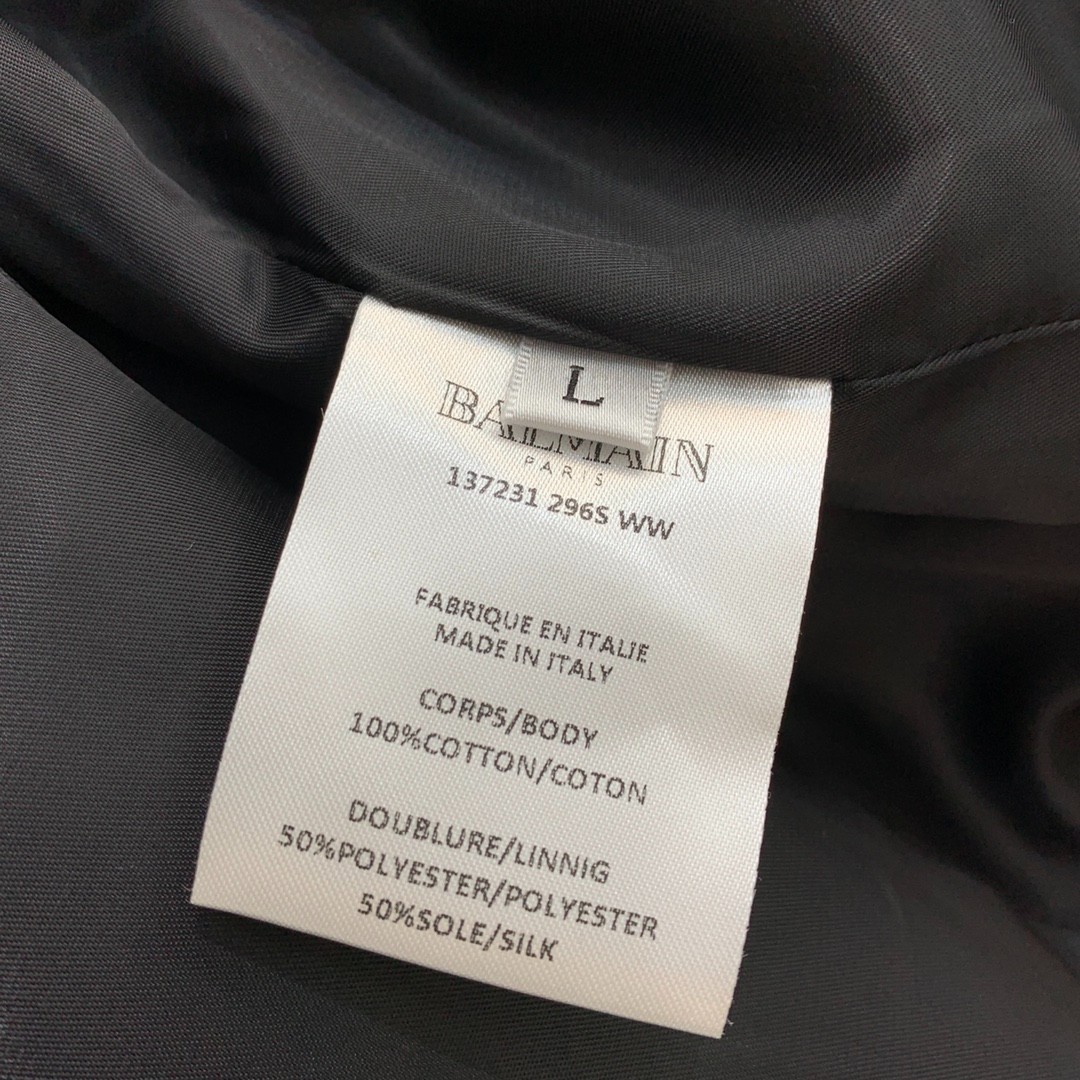 L
BALMAIN
PARIS
137231 296S WW
FABRIQUE EN ITALIE
MADE IN ITALY
CORPS/BODY
100%COTTON/COTON
DOUBLURE/LINNIG
50%POLYESTER/POLYESTER
50%SOLE/SILK